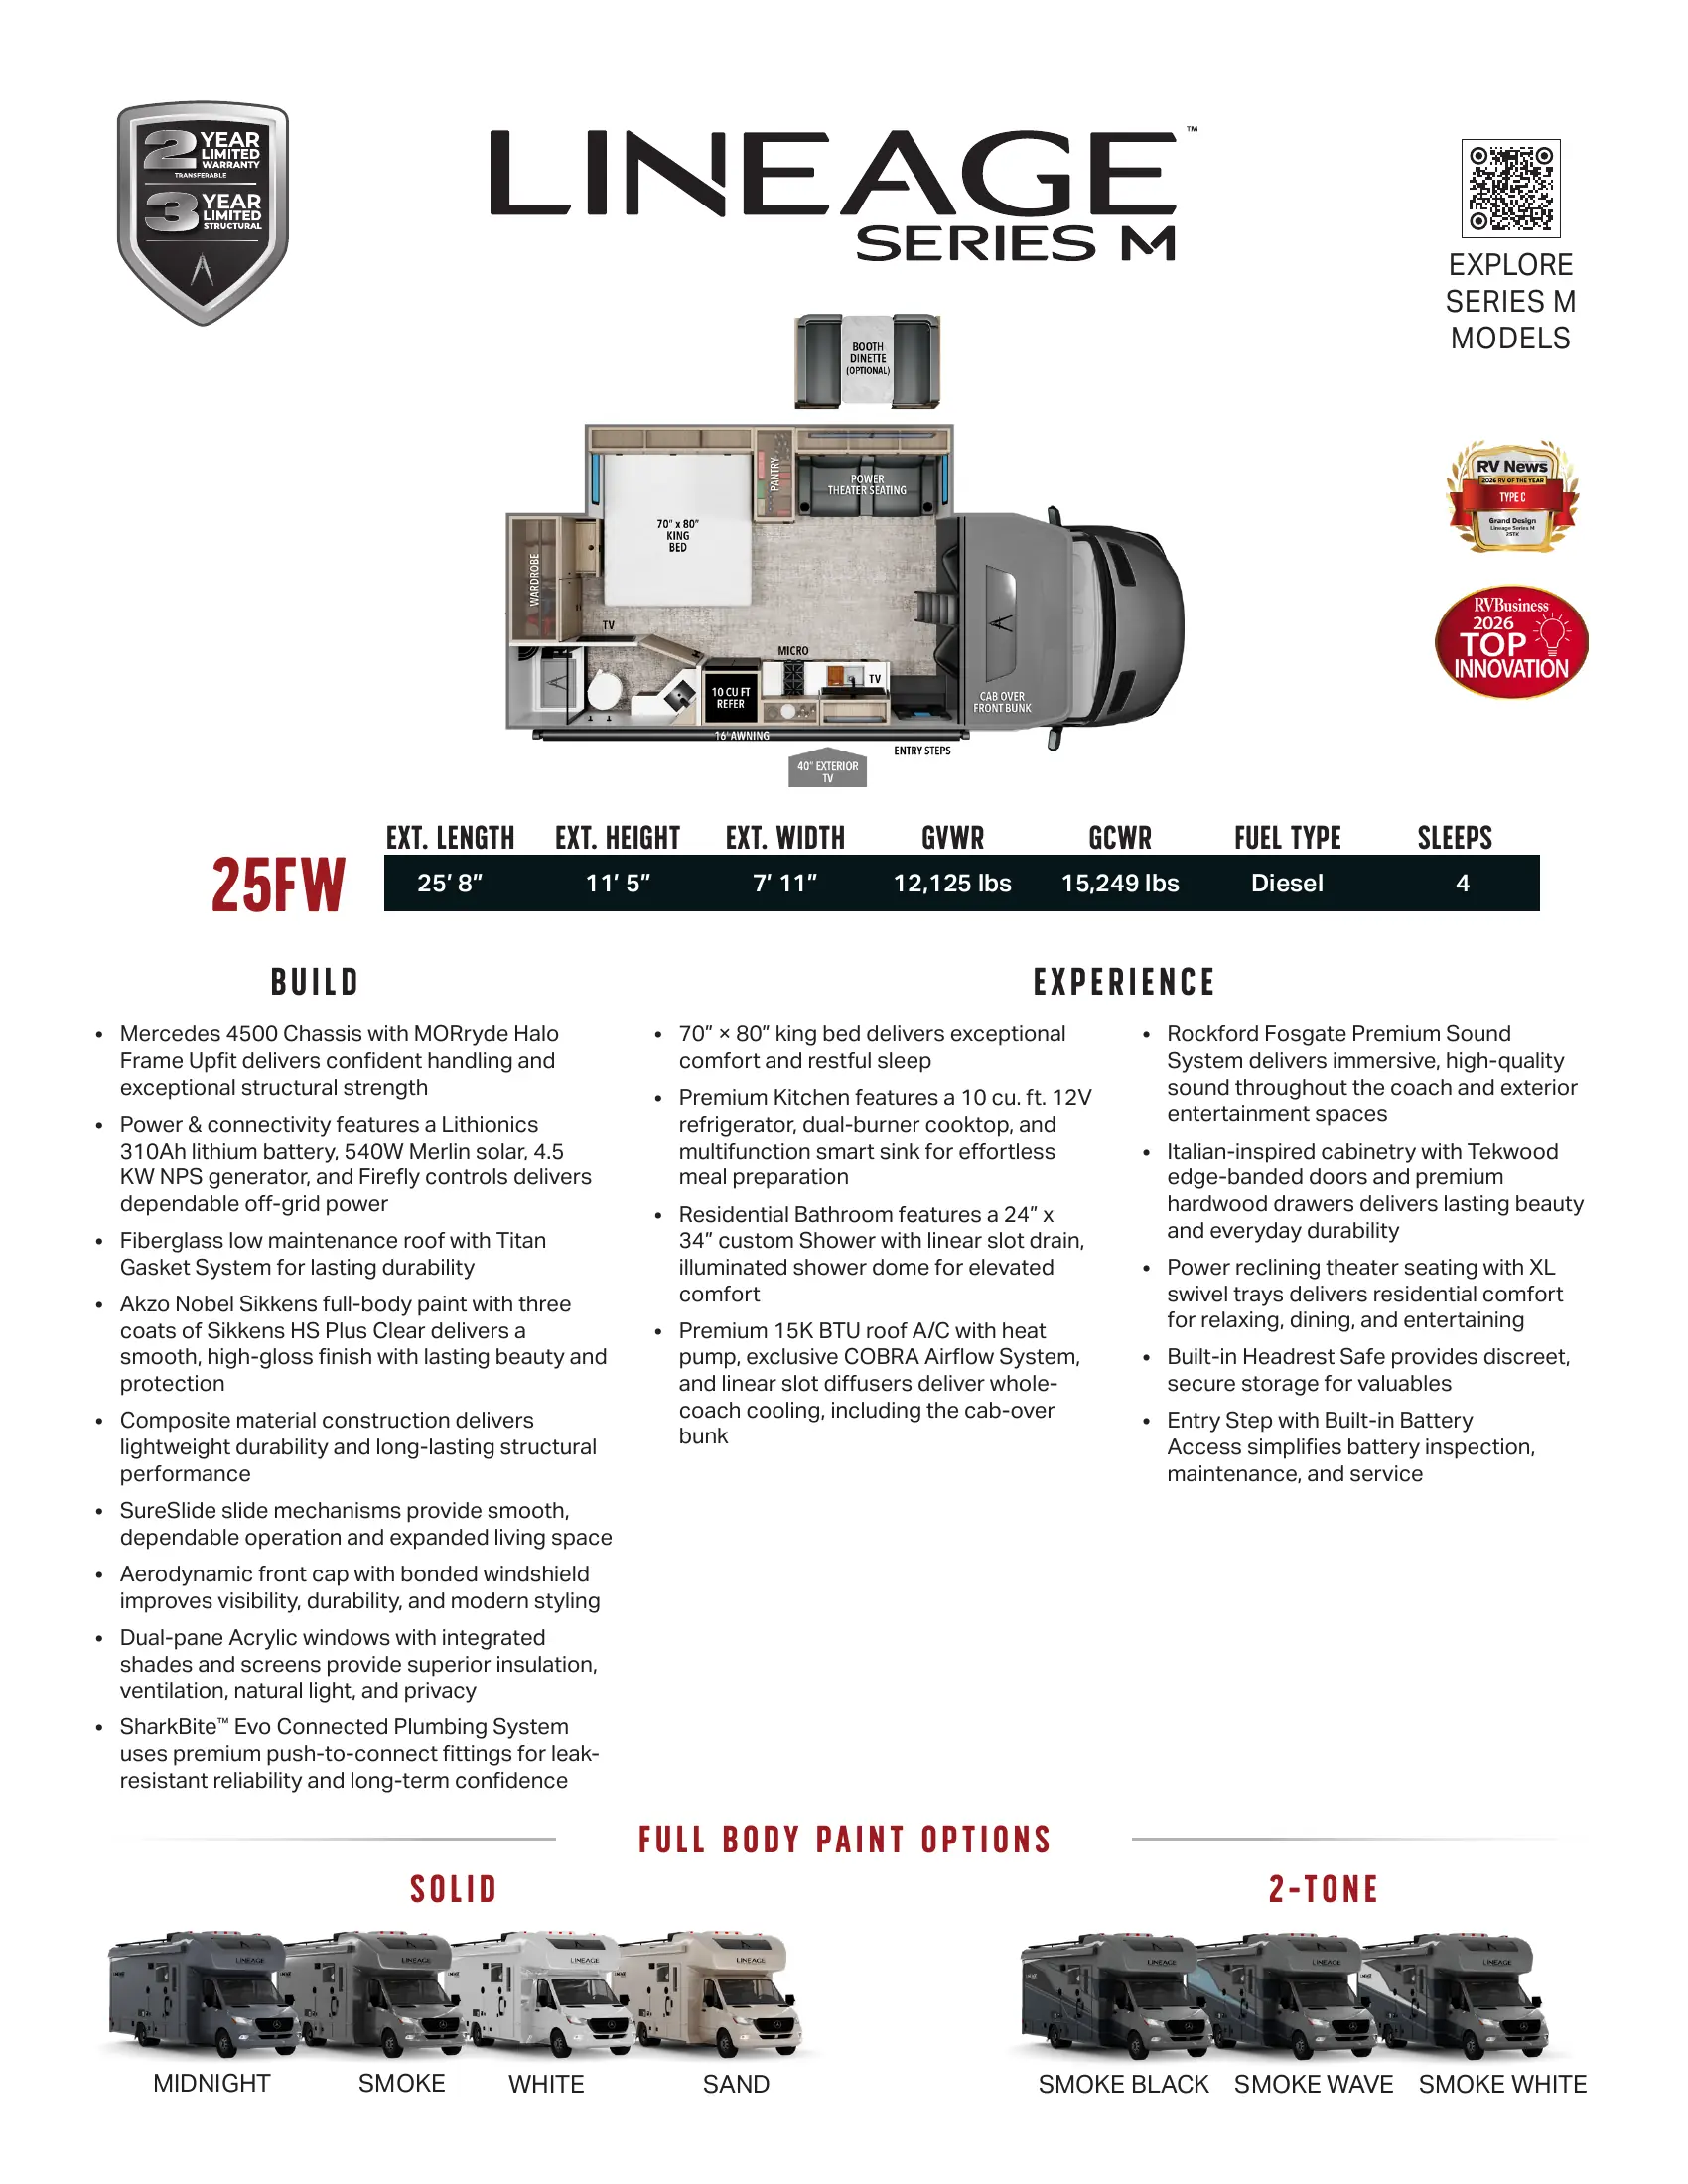 2 YEAR
LIMITED
WARRANTY
TRANSFERABLE
3 YEAR
LIMITED
STRUCTURAL
LINEAGE™
SERIES M
EXPLORE
SERIES M
MODELS
BOOTH
DINETTE
(OPTIONAL)
PANTRY
POWER
THEATER SEATING
70" x 80"
KING
BED
WARDROBE
TV
MICRO
TV
10 CU FT
REFER
CAB OVER
FRONT BUNK
16' AWNING
ENTRY STEPS
40" EXTERIOR
TV
RV News
2026 RV OF THE YEAR
TYPE C
Grand Design
Lineage Series M
RVBusiness
2026
TOP
INNOVATION
EXT. LENGTH EXT. HEIGHT EXT. WIDTH GVWR GCWR FUEL TYPE SLEEPS
25FW 25′ 8″ 11′ 5″ 7′ 11″ 12,125 lbs 15,249 lbs Diesel 4
BUILD
• Mercedes 4500 Chassis with MORryde Halo
Frame Upfit delivers confident handling and
exceptional structural strength
• Power & connectivity features a Lithionics
310Ah lithium battery, 540W Merlin solar, 4.5
KW NPS generator, and Firefly controls delivers
dependable off-grid power
• Fiberglass low maintenance roof with Titan
Gasket System for lasting durability
• Akzo Nobel Sikkens full-body paint with three
coats of Sikkens HS Plus Clear delivers a
smooth, high-gloss finish with lasting beauty and
protection
• Composite material construction delivers
lightweight durability and long-lasting structural
performance
• SureSlide slide mechanisms provide smooth,
dependable operation and expanded living space
• Aerodynamic front cap with bonded windshield
improves visibility, durability, and modern styling
• Dual-pane Acrylic windows with integrated
shades and screens provide superior insulation,
ventilation, natural light, and privacy
• SharkBite™ Evo Connected Plumbing System
uses premium push-to-connect fittings for leak-
resistant reliability and long-term confidence
EXPERIENCE
• 70″ × 80″ king bed delivers exceptional
comfort and restful sleep
• Premium Kitchen features a 10 cu. ft. 12V
refrigerator, dual-burner cooktop, and
multifunction smart sink for effortless
meal preparation
• Residential Bathroom features a 24″ x
34″ custom Shower with linear slot drain,
illuminated shower dome for elevated
comfort
• Premium 15K BTU roof A/C with heat
pump, exclusive COBRA Airflow System,
and linear slot diffusers deliver whole-
coach cooling, including the cab-over
bunk
• Rockford Fosgate Premium Sound
System delivers immersive, high-quality
sound throughout the coach and exterior
entertainment spaces
• Italian-inspired cabinetry with Tekwood
edge-banded doors and premium
hardwood drawers delivers lasting beauty
and everyday durability
• Power reclining theater seating with XL
swivel trays delivers residential comfort
for relaxing, dining, and entertaining
• Built-in Headrest Safe provides discreet,
secure storage for valuables
• Entry Step with Built-in Battery
Access simplifies battery inspection,
maintenance, and service
FULL BODY PAINT OPTIONS
SOLID
2-TONE
LINEAGE
LINEAGE
LINEAGE
LINEAGE
LINEAGE
LINEAGE
LINEAGE
MIDNIGHT SMOKE WHITE SAND
SMOKE BLACK SMOKE WAVE SMOKE WHITE